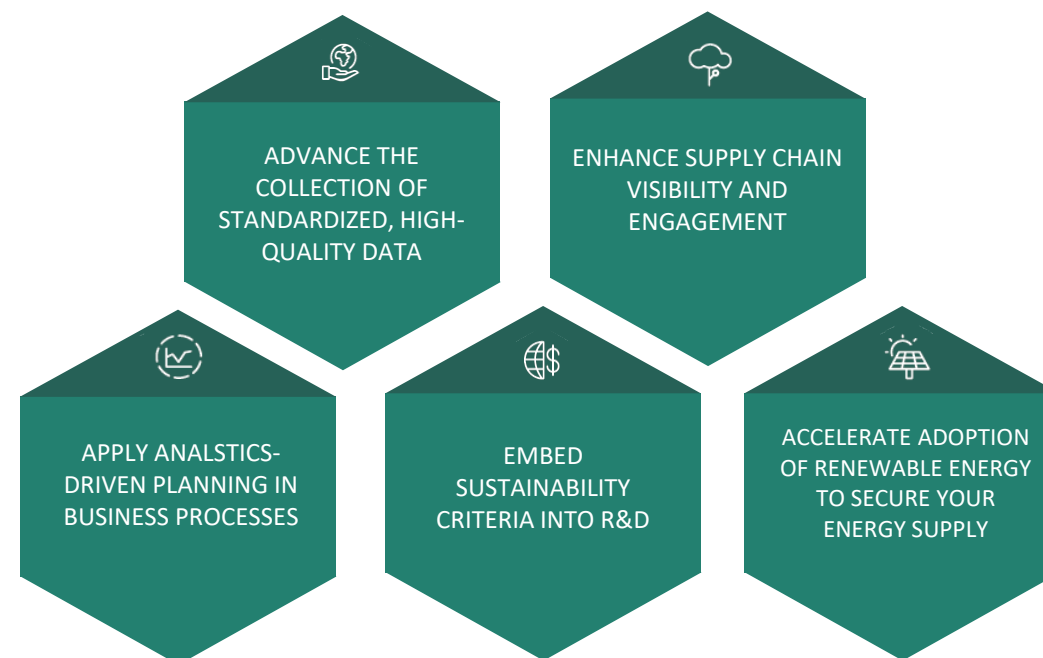 ADVANCE THE
COLLECTION OF
STANDARDIZED, HIGH-
QUALITY DATA
ENHANCE SUPPLY CHAIN
VISIBILITY AND
ENGAGEMENT
APPLY ANALSTICS-
DRIVEN PLANNING IN
BUSINESS PROCESSES
EMBED
SUSTAINABILITY
CRITERIA INTO R&D
ACCELERATE ADOPTION
OF RENEWABLE ENERGY
TO SECURE YOUR
ENERGY SUPPLY